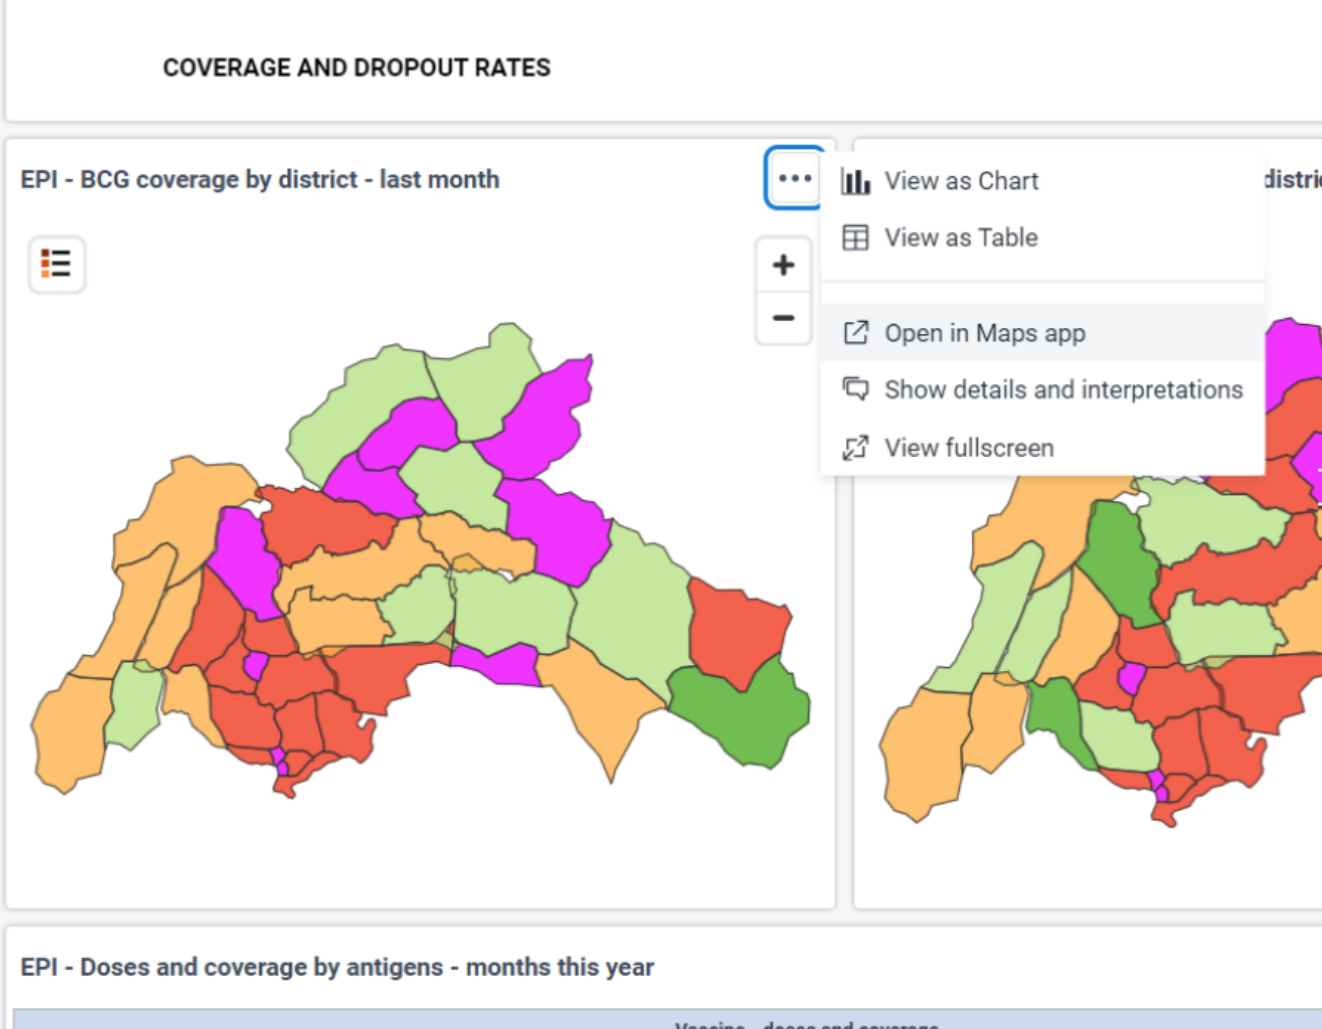 COVERAGE AND DROPOUT RATES
EPI - BCG coverage by district - last month
View as Chart
View as Table
Open in Maps app
Show details and interpretations
View fullscreen
EPI - Doses and coverage by antigens - months this year